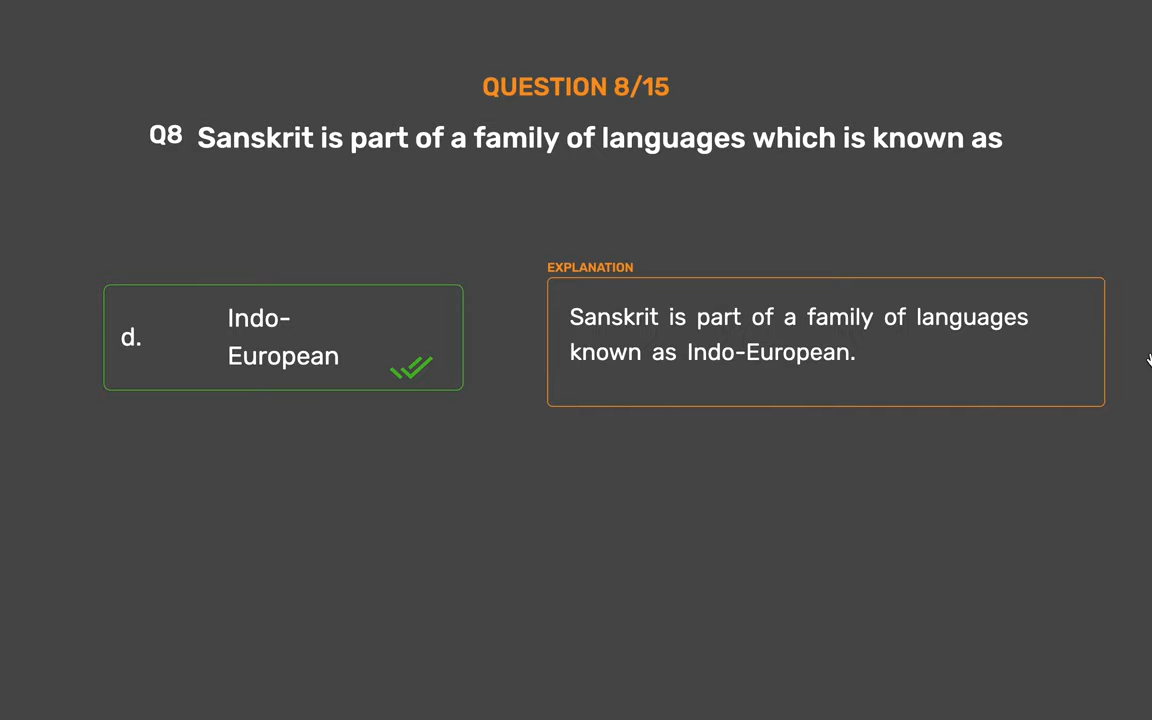 QUESTION 8/15
Q8 Sanskrit is part of a family of languages which is known as
d.
Indo-
European
EXPLANATION
Sanskrit is part of a family of languages
known as Indo-European.